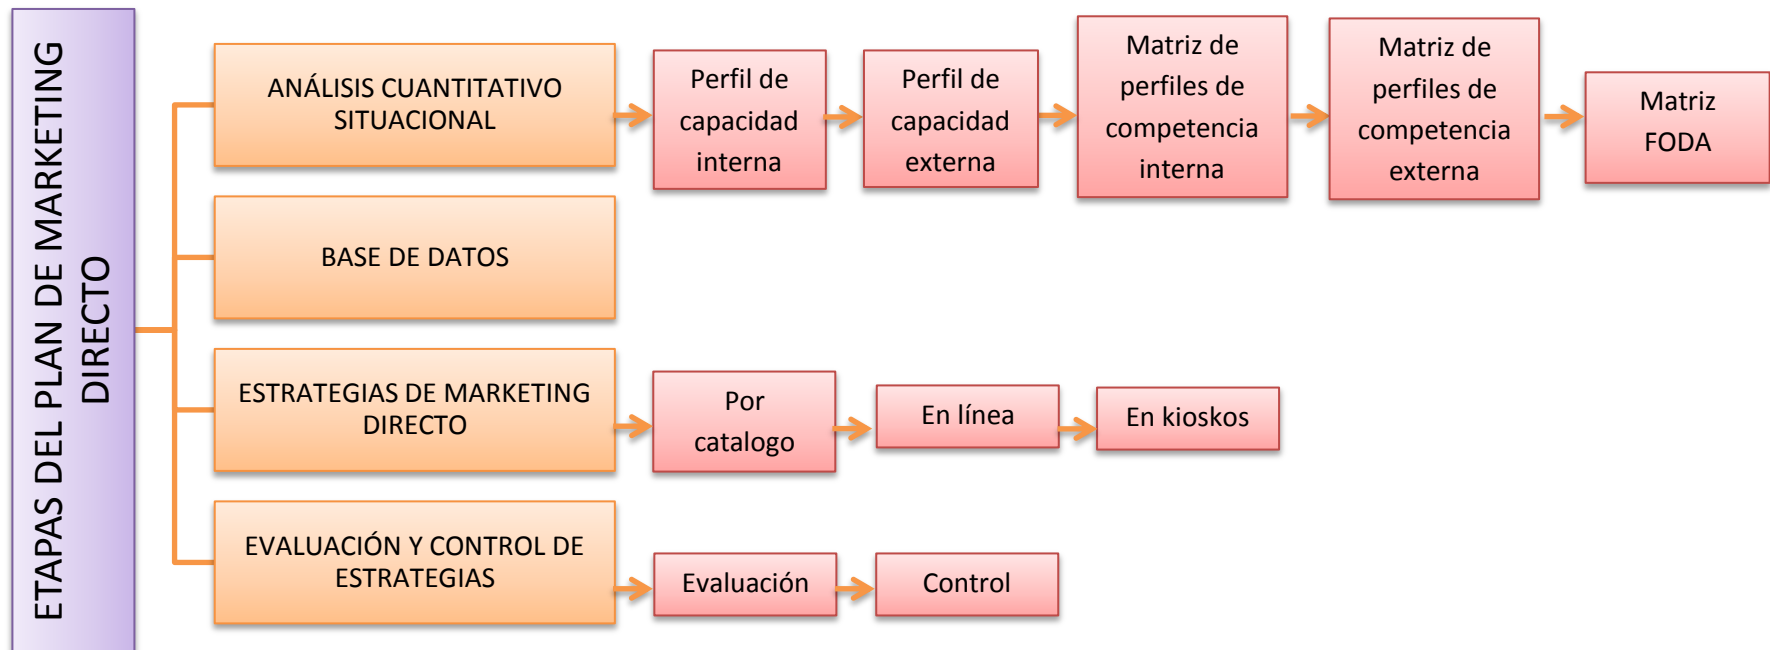 ETAPAS DEL PLAN DE MARKETING
DIRECTO
ANÁLISIS CUANTITATIVO
SITUACIONAL
Perfil de
capacidad
interna
Perfil de
capacidad
externa
Matriz de
perfiles de
competencia
interna
Matriz de
perfiles de
competencia
externa
Matriz
FODA
BASE DE DATOS
ESTRATEGIAS DE MARKETING
DIRECTO
Por
catalogo
En línea
En kioskos
EVALUACIÓN Y CONTROL DE
ESTRATEGIAS
Evaluación
Control